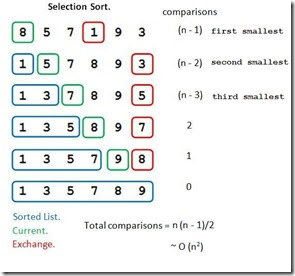 Selection Sort.
comparisons
8 5 7 1 9 3 (n - 1) first smallest
1 5 7 8 9 3 (n - 2) second smallest
1 3 7 8 9 5 (n - 3) third smallest
1 3 5 8 9 7 2
1 3 5 7 9 8 1
1 3 5 7 8 9 0
Sorted List.
Current.
Exchange.
Total comparisons = n (n - 1)/2
~ O (n²)